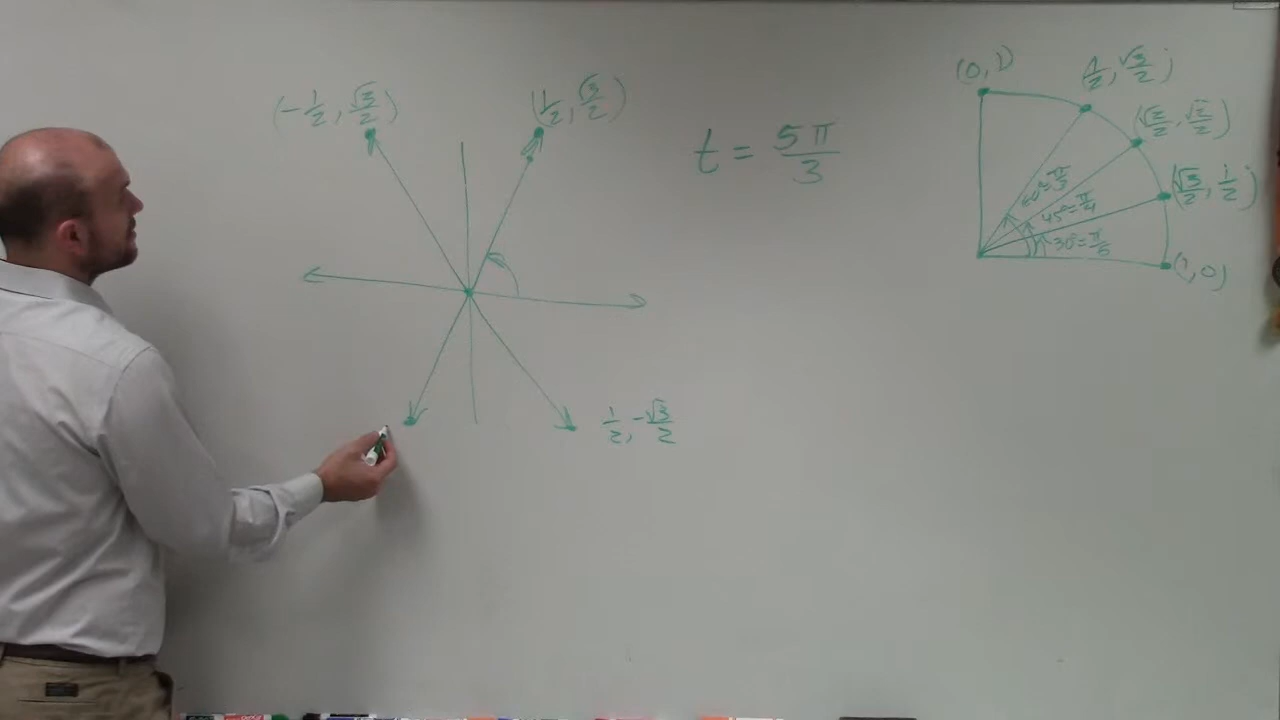 (-1/2, √3/2)
(1/2, √3/2)
t = 5π/3
1/2, -√3/2
(0, 1)
(1/2, √3/2)
(√2/2, √2/2)
(√3/2, 1/2)
(1, 0)
60° = π/3
45° = π/4
30° = π/6